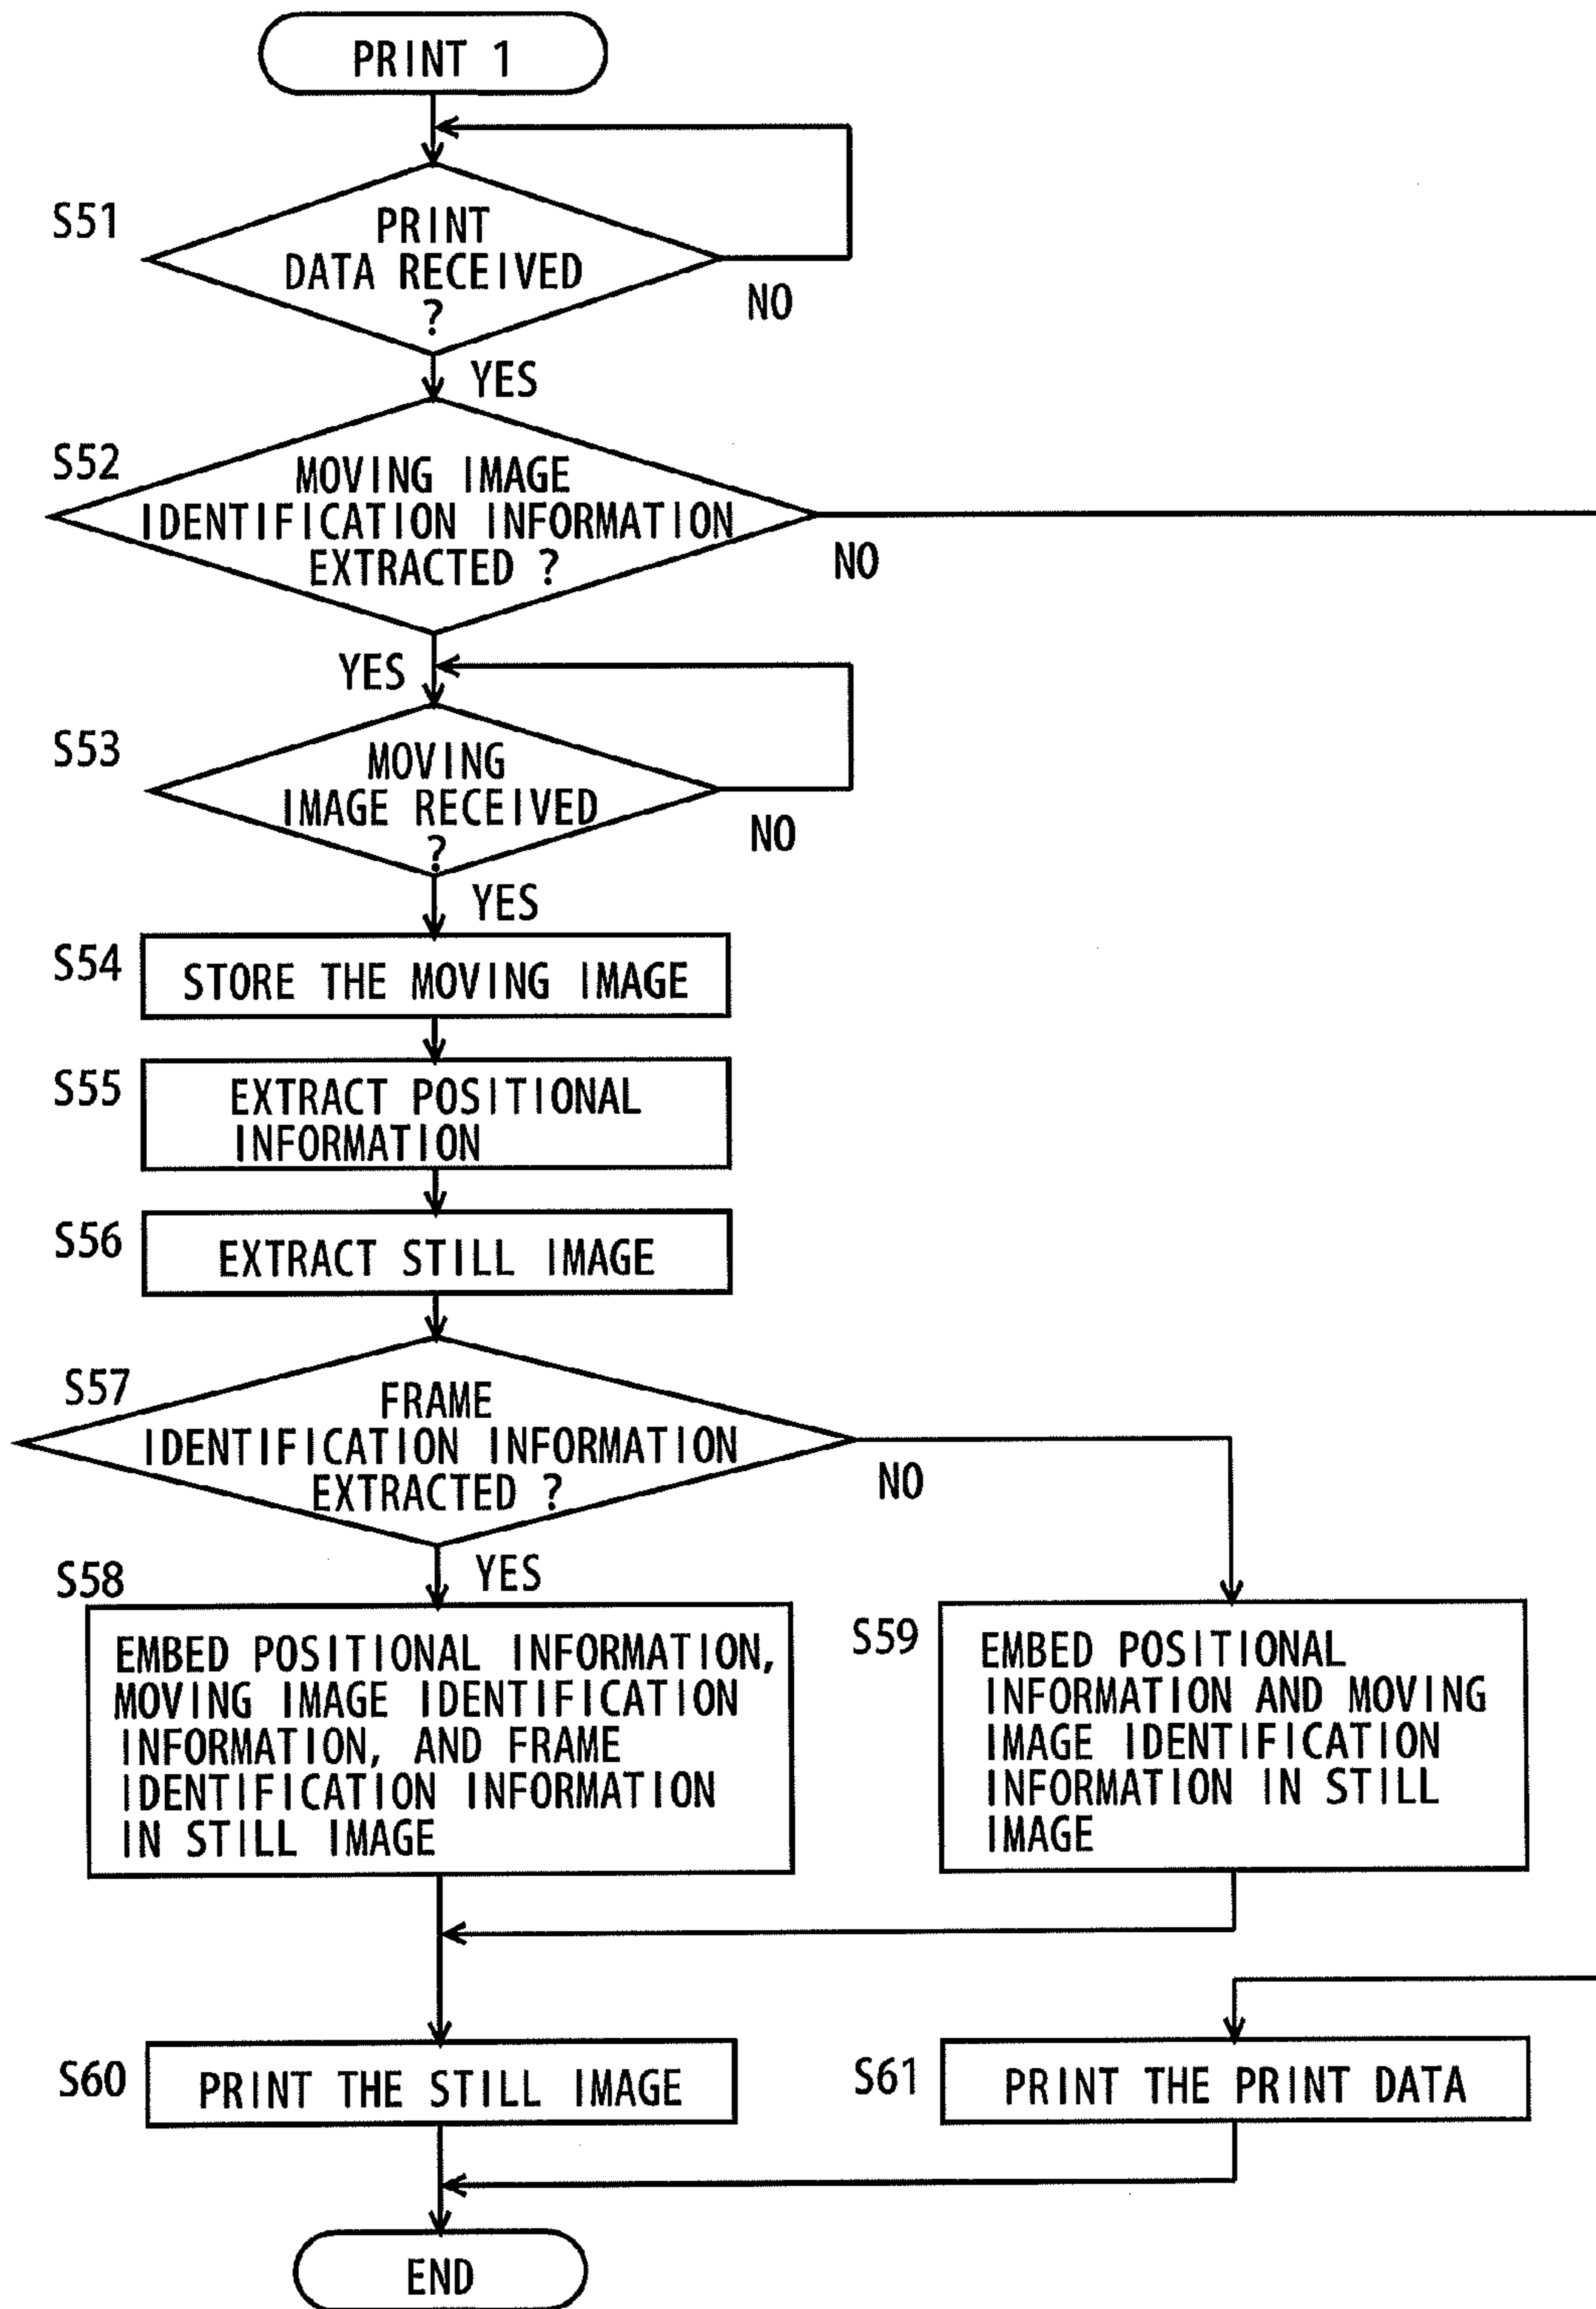 PRINT 1
S51
PRINT
DATA RECEIVED
?
NO
YES
S52
MOVING IMAGE
IDENTIFICATION INFORMATION
EXTRACTED ?
NO
YES
S53
MOVING
IMAGE RECEIVED
?
NO
YES
S54
STORE THE MOVING IMAGE
S55
EXTRACT POSITIONAL
INFORMATION
S56
EXTRACT STILL IMAGE
S57
FRAME
IDENTIFICATION INFORMATION
EXTRACTED ?
NO
YES
S58
EMBED POSITIONAL INFORMATION,
MOVING IMAGE IDENTIFICATION
INFORMATION, AND FRAME
IDENTIFICATION INFORMATION
IN STILL IMAGE
S59
EMBED POSITIONAL
INFORMATION AND MOVING
IMAGE IDENTIFICATION
INFORMATION IN STILL
IMAGE
S60
PRINT THE STILL IMAGE
S61
PRINT THE PRINT DATA
END